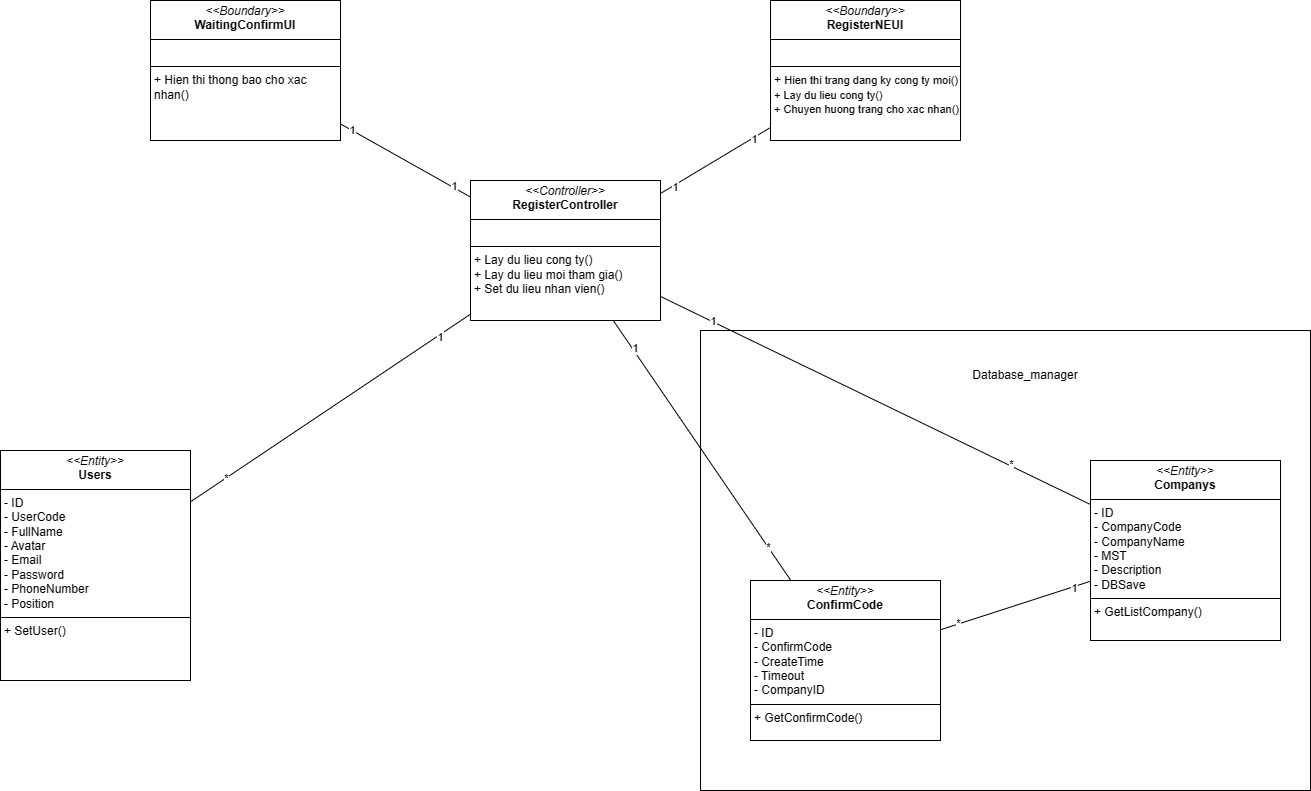 <<Boundary>>
WaitingConfirmUI
+ Hien thi thong bao cho xac
nhan()
<<Boundary>>
RegisterNEUI
+ Hien thi trang dang ky cong ty moi()
+ Lay du lieu cong ty()
+ Chuyen huong trang cho xac nhan()
1
1
1
1
<<Controller>>
RegisterController
+ Lay du lieu cong ty()
+ Lay du lieu moi tham gia()
+ Set du lieu nhan vien()
1
1
1
Database_manager
*
*
*
<<Entity>>
Users
- ID
- UserCode
- FullName
- Avatar
- Email
- Password
- PhoneNumber
- Position
+ SetUser()
<<Entity>>
Companys
- ID
- CompanyCode
- CompanyName
- MST
- Description
- DBSave
+ GetListCompany()
1
*
<<Entity>>
ConfirmCode
- ID
- ConfirmCode
- CreateTime
- Timeout
- CompanyID
+ GetConfirmCode()